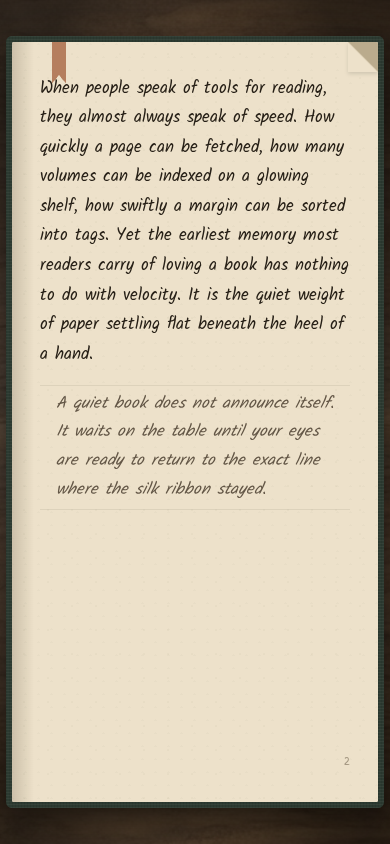 When people speak of tools for reading,
they almost always speak of speed. How
quickly a page can be fetched, how many
volumes can be indexed on a glowing
shelf, how swiftly a margin can be sorted
into tags. Yet the earliest memory most
readers carry of loving a book has nothing
to do with velocity. It is the quiet weight
of paper settling flat beneath the heel of
a hand.
A quiet book does not announce itself.
It waits on the table until your eyes
are ready to return to the exact line
where the silk ribbon stayed.
2